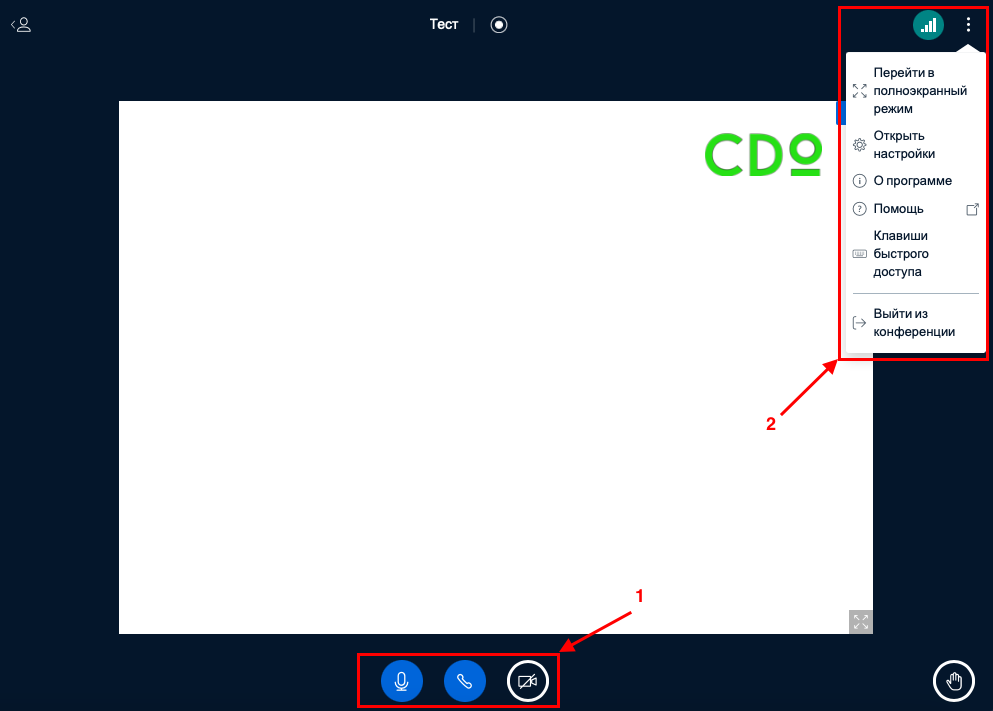 Тест
CDO
Перейти в
полноэкранный
режим
Открыть
настройки
О программе
Помощь
Клавиши
быстрого
доступа
Выйти из
конференции
2
1